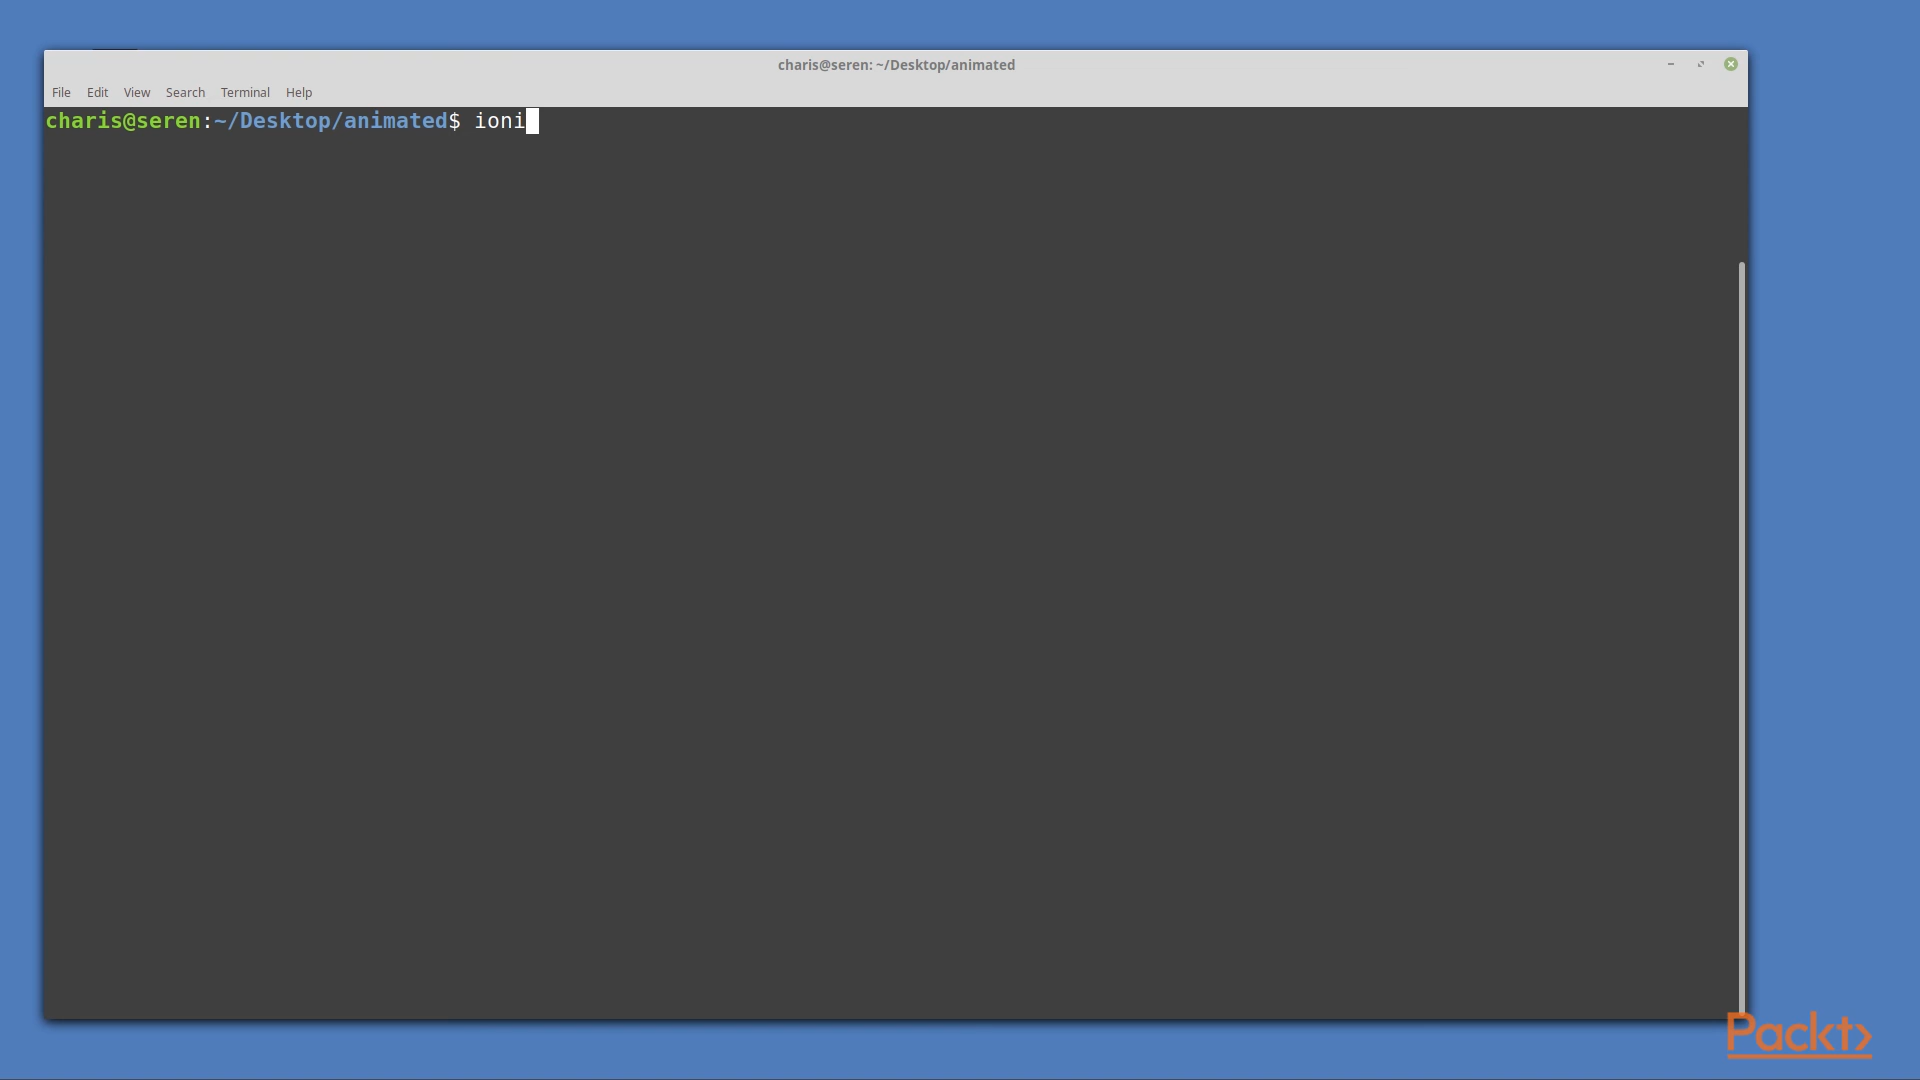 charis@seren: ~/Desktop/animated
File Edit View Search Terminal Help
charis@seren:~/Desktop/animated$ ioni
Packt>